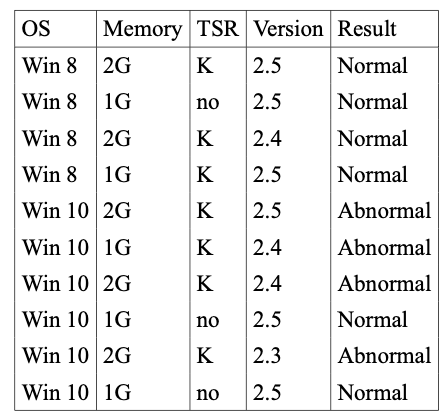 OS Memory TSR Version Result
Win 8 2G K 2.5 Normal
Win 8 1G no 2.5 Normal
Win 8 2G K 2.4 Normal
Win 8 1G K 2.5 Normal
Win 10 2G K 2.5 Abnormal
Win 10 1G K 2.4 Abnormal
Win 10 2G K 2.4 Abnormal
Win 10 1G no 2.5 Normal
Win 10 2G K 2.3 Abnormal
Win 10 1G no 2.5 Normal